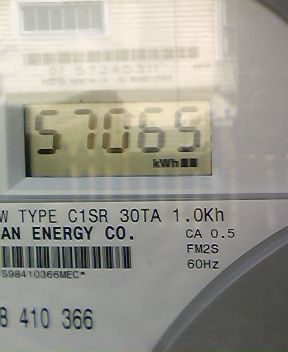 57065
kWh
W TYPE C1SR 30TA 1.0Kh
AN ENERGY CO.
CA 0.5
FM2S
60Hz
S98410366MEC*
8 410 366